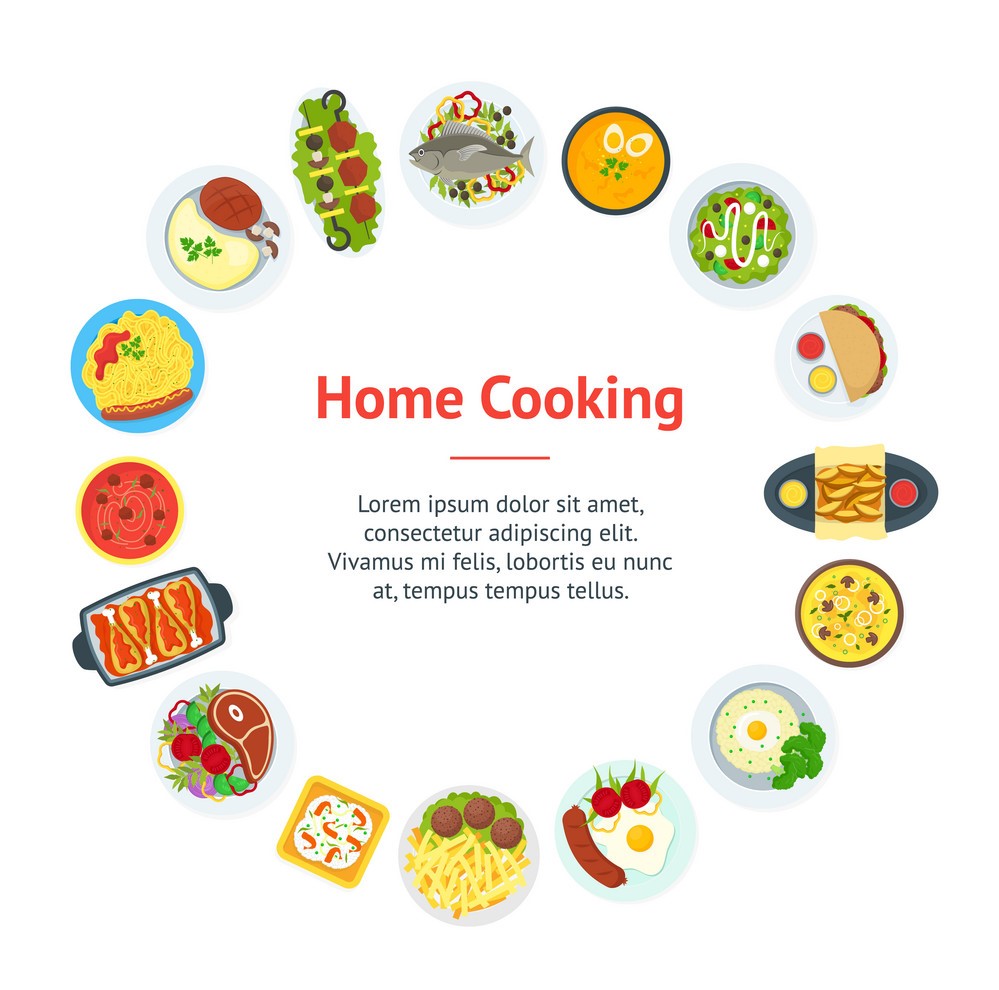 Home Cooking
Lorem ipsum dolor sit amet,
consectetur adipiscing elit.
Vivamus mi felis, lobortis eu nunc
at, tempus tempus tellus.